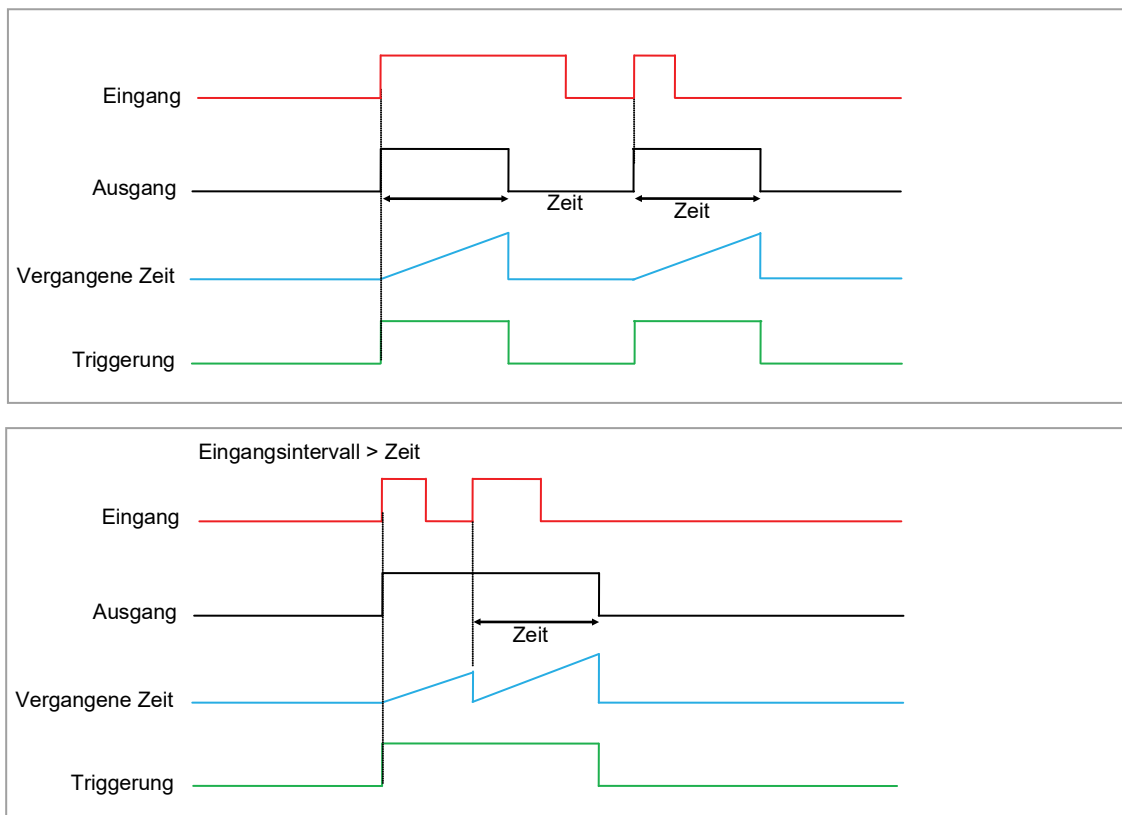 Eingang
Ausgang
Zeit
Zeit
Vergangene Zeit
Triggerung
Eingangsintervall > Zeit
Eingang
Ausgang
Zeit
Vergangene Zeit
Triggerung